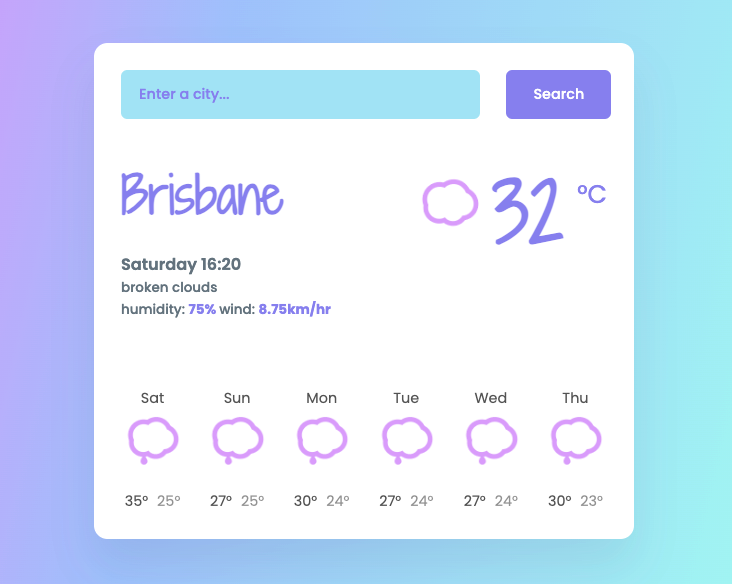 Enter a city...
Search
Brisbane
32 °C
Saturday 16:20
broken clouds
humidity: 75% wind: 8.75km/hr
Sat Sun Mon Tue Wed Thu
35° 25° 27° 25° 30° 24° 27° 24° 27° 24° 30° 23°